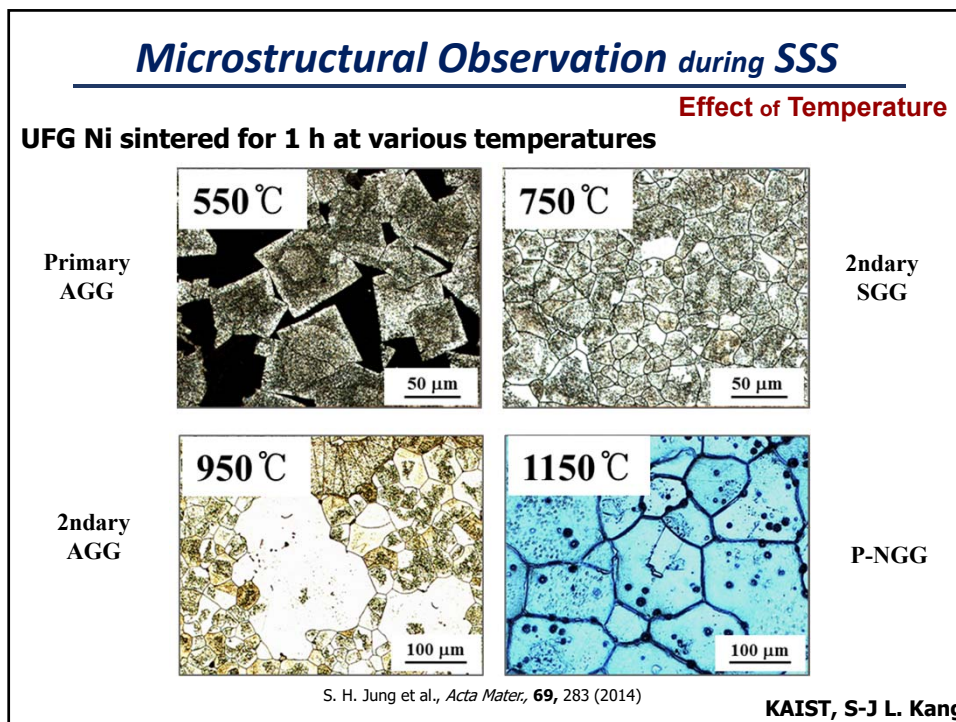 Microstructural Observation during SSS
Effect of Temperature
UFG Ni sintered for 1 h at various temperatures
550℃
50 μm
Primary
AGG
750℃
50 μm
2ndary
SGG
950℃
100 μm
2ndary
AGG
1150℃
100 μm
P-NGG
S. H. Jung et al., Acta Mater., 69, 283 (2014)
KAIST, S-J L. Kang